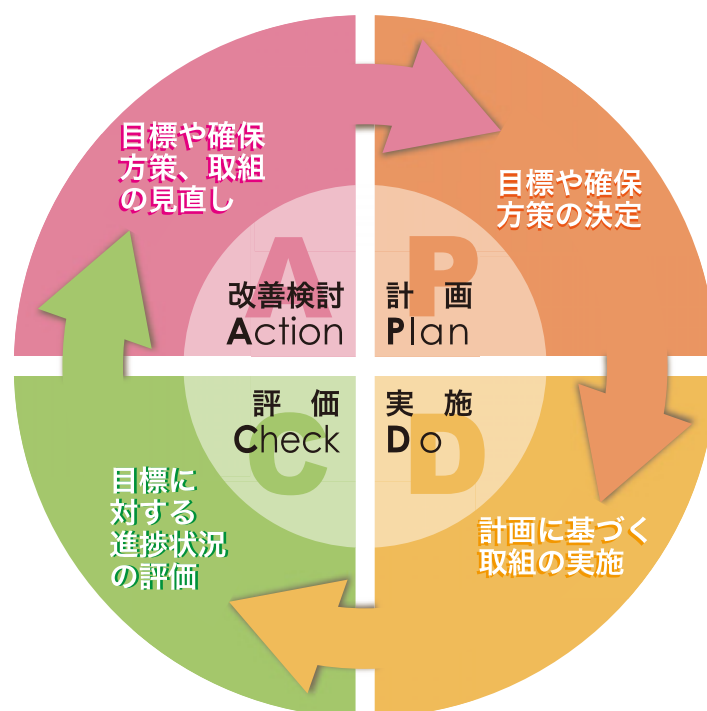 目標や確保
方策、取組
の見直し
目標や確保
方策の決定
A
改善検討
Action
P
計 画
Plan
C
評 価
Check
D
実 施
Do
目標に
対する
進捗状況
の評価
計画に基づく
取組の実施